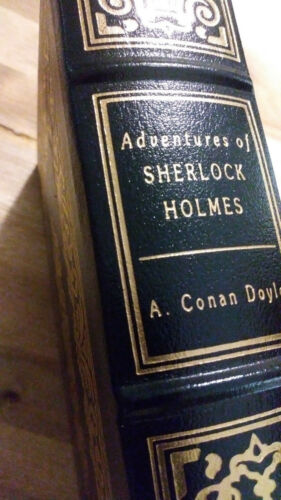 Adventures of
SHERLOCK
HOLMES
A. Conan Doyle